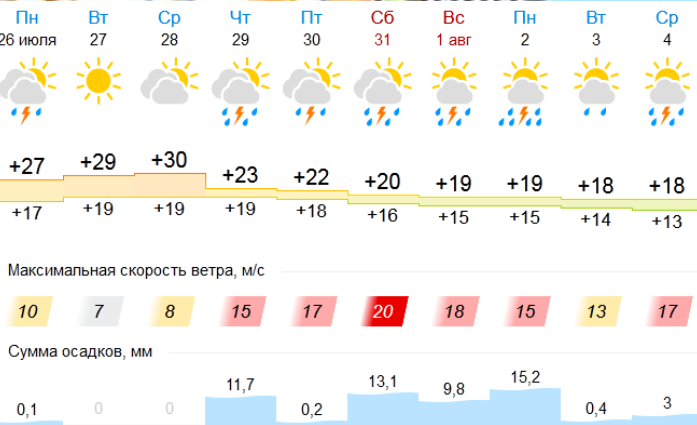 Пн Вт Ср Чт Пт Сб Вс Пн Вт Ср
26 июля 27 28 29 30 31 1 авг 2 3 4
+27 +29 +30 +23 +22 +20 +19 +19 +18 +18
+17 +19 +19 +19 +18 +16 +15 +15 +14 +13
Максимальная скорость ветра, м/с
10 7 8 15 17 20 18 15 13 17
Сумма осадков, мм
0,1 0 0 11,7 0,2 13,1 9,8 15,2 0,4 3